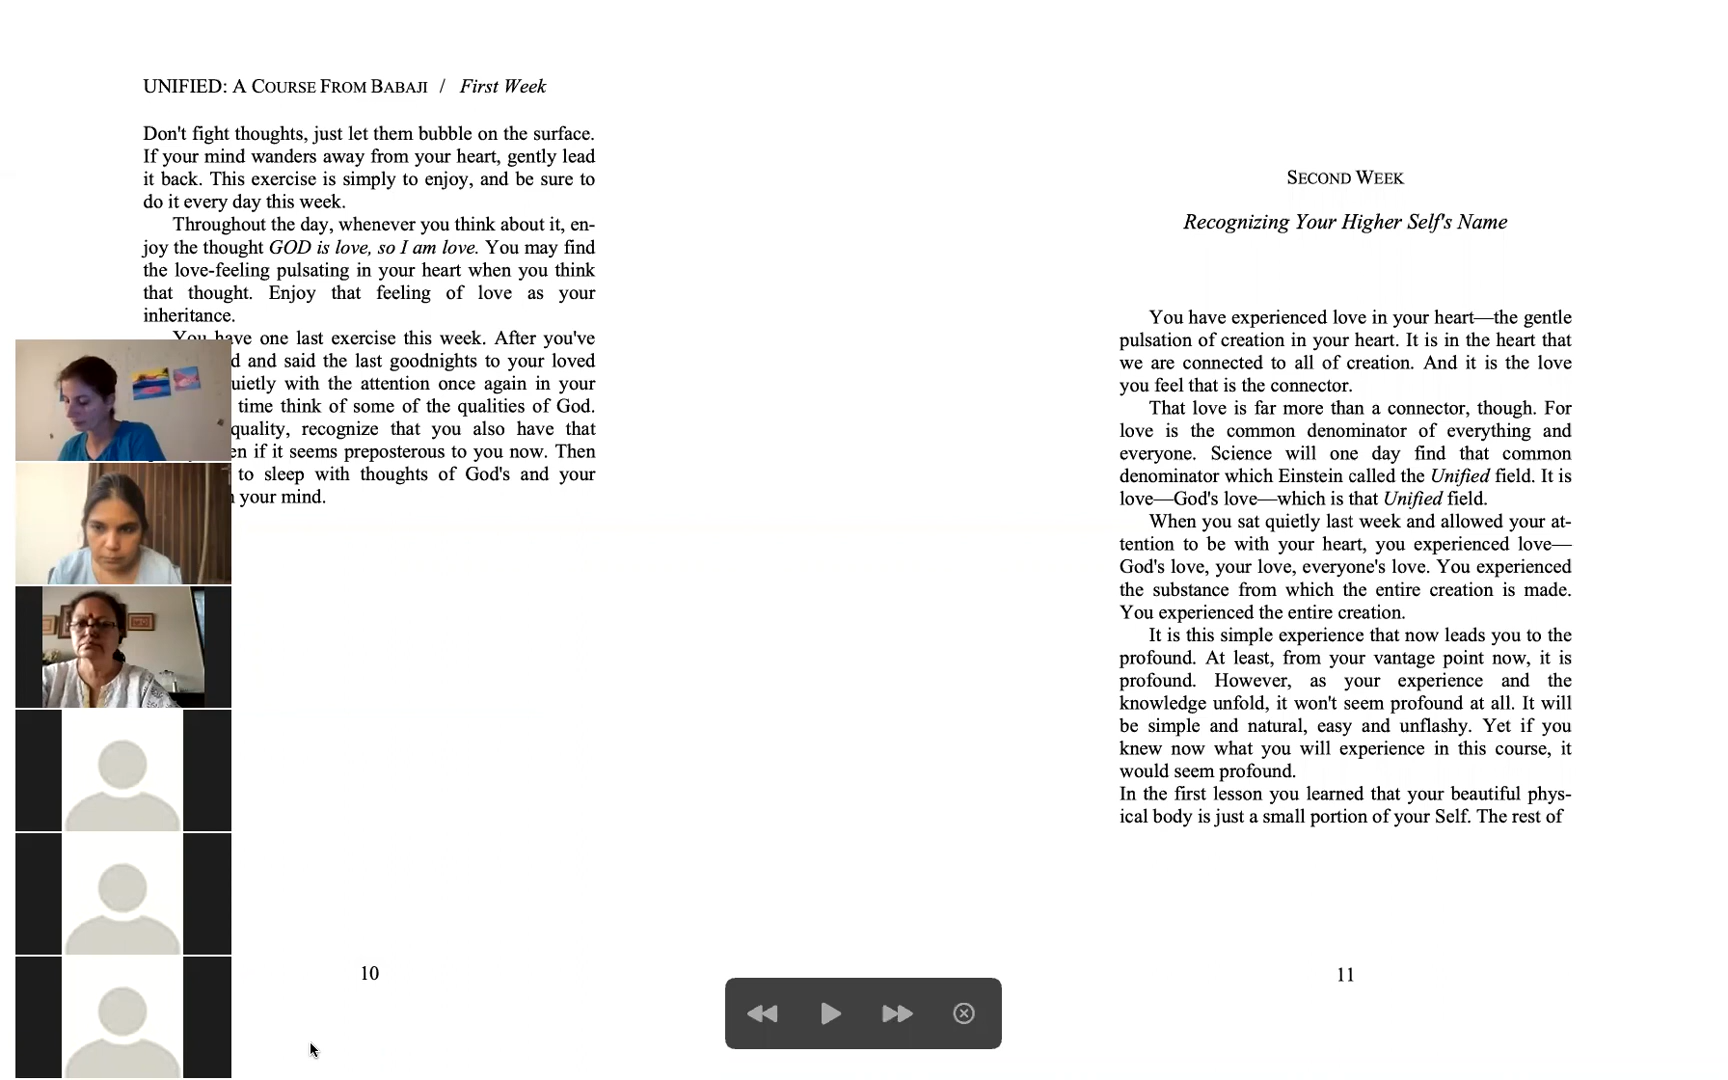 UNIFIED: A COURSE FROM BABAJI / First Week
Don't fight thoughts, just let them bubble on the surface.
If your mind wanders away from your heart, gently lead
it back. This exercise is simply to enjoy, and be sure to
do it every day this week.
Throughout the day, whenever you think about it, en-
joy the thought GOD is love, so I am love. You may find
the love-feeling pulsating in your heart when you think
that thought. Enjoy that feeling of love as your
inheritance.
You have one last exercise this week. After you've
and said the last goodnights to your loved
with the attention once again in your
time think of some of the qualities of God.
quality, recognize that you also have that
if it seems preposterous to you now. Then
to sleep with thoughts of God's and your
your mind.
10
SECOND WEEK
Recognizing Your Higher Self's Name
You have experienced love in your heart—the gentle
pulsation of creation in your heart. It is in the heart that
we are connected to all of creation. And it is the love
you feel that is the connector.
That love is far more than a connector, though. For
love is the common denominator of everything and
everyone. Science will one day find that common
denominator which Einstein called the Unified field. It is
love—God's love—which is that Unified field.
When you sat quietly last week and allowed your at-
tention to be with your heart, you experienced love—
God's love, your love, everyone's love. You experienced
the substance from which the entire creation is made.
You experienced the entire creation.
It is this simple experience that now leads you to the
profound. At least, from your vantage point now, it is
profound. However, as your experience and the
knowledge unfold, it won't seem profound at all. It will
be simple and natural, easy and unflashy. Yet if you
knew now what you will experience in this course, it
would seem profound.
In the first lesson you learned that your beautiful phys-
ical body is just a small portion of your Self. The rest of
11